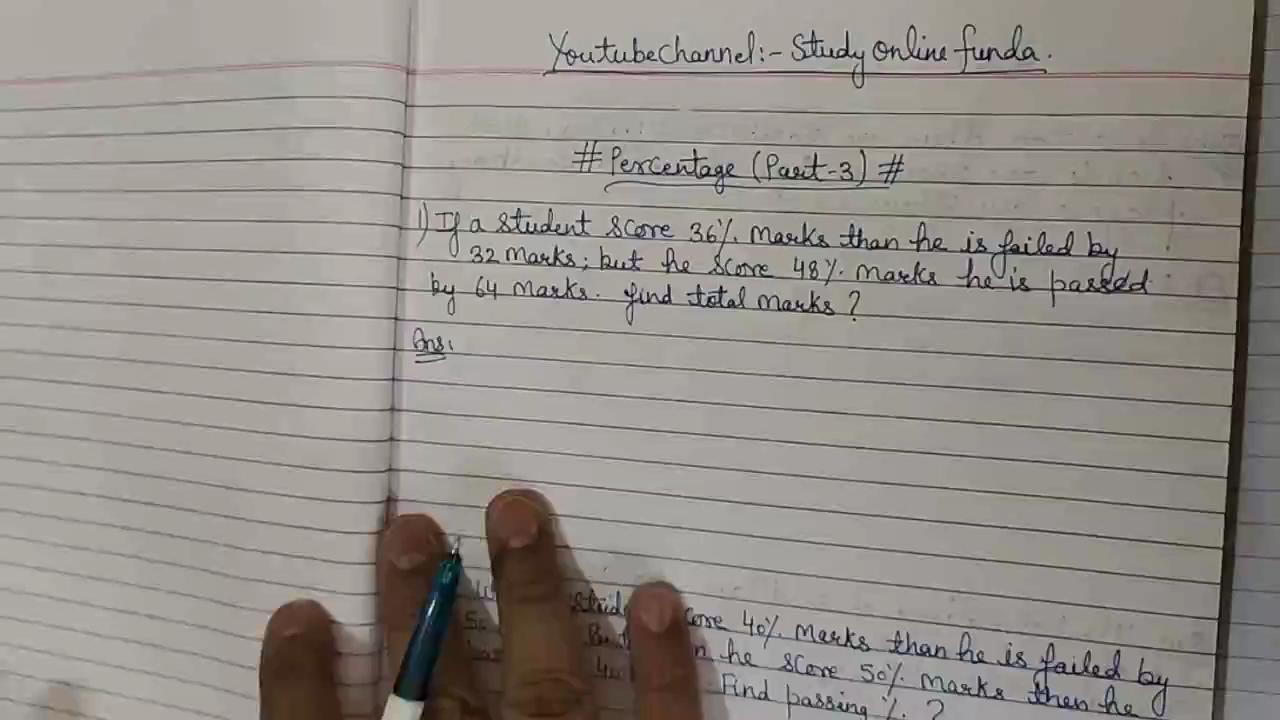 Youtube Channel:- Study Online funda.
# Percentage (Part-3) #
1) If a student score 36% marks than he is failed by
32 marks; but he score 48% marks he is passed
by 64 marks. find total marks?
Ans:
core 40% marks than he is failed by
he score 50% marks then he
Find passing %?